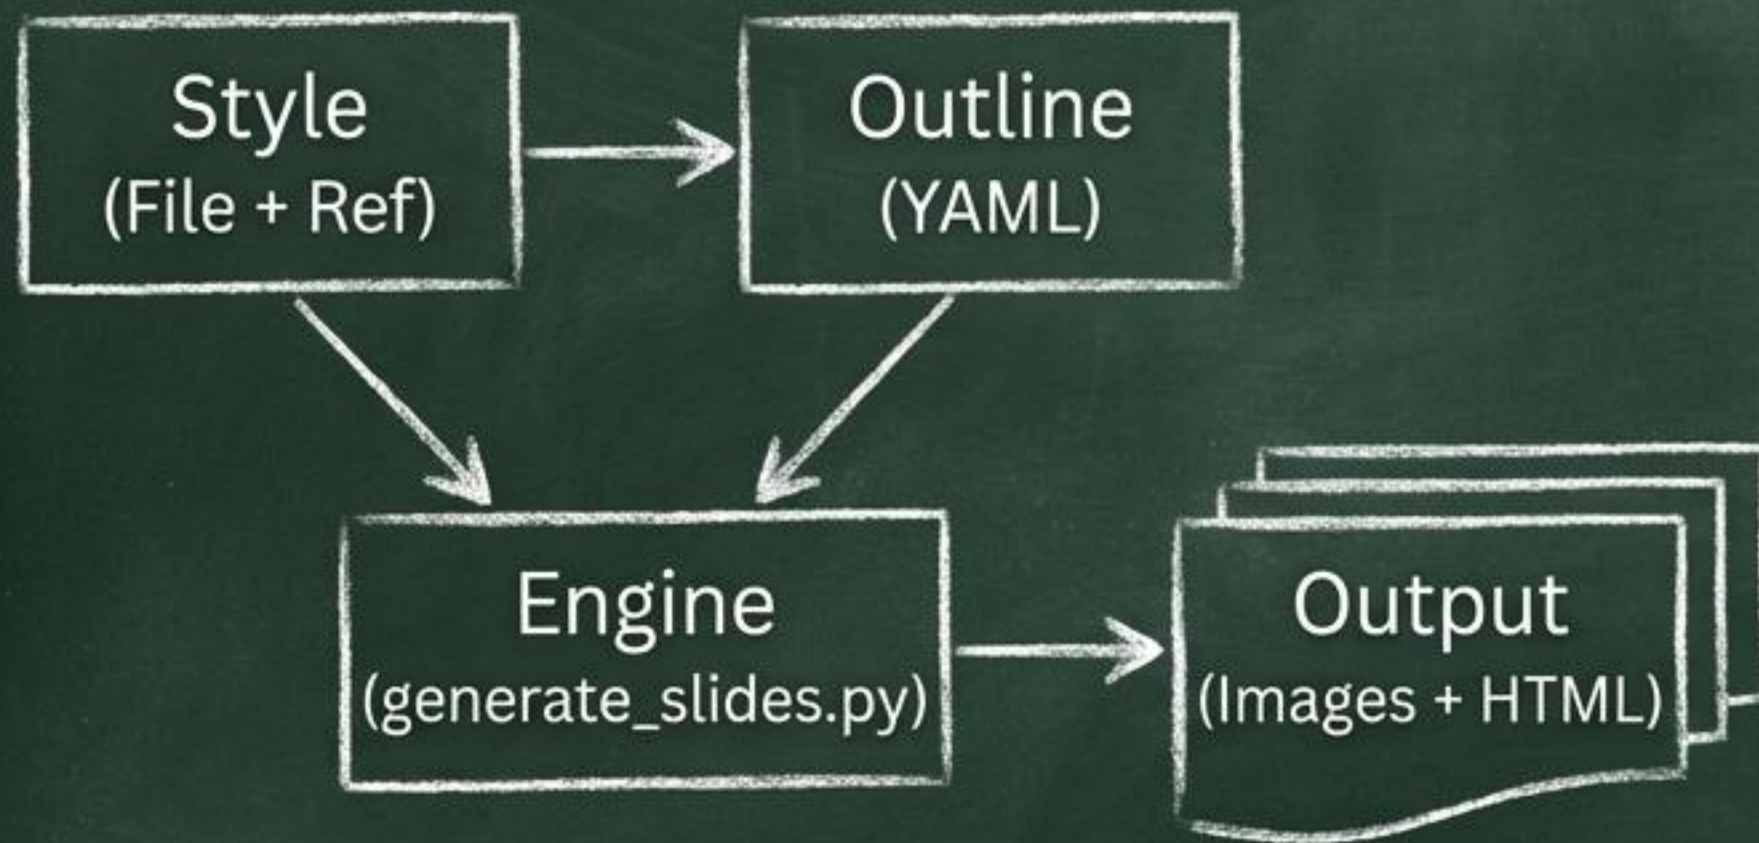 Style
(File + Ref)
Outline
(YAML)
Engine
(generate_slides.py)
Output
(Images + HTML)